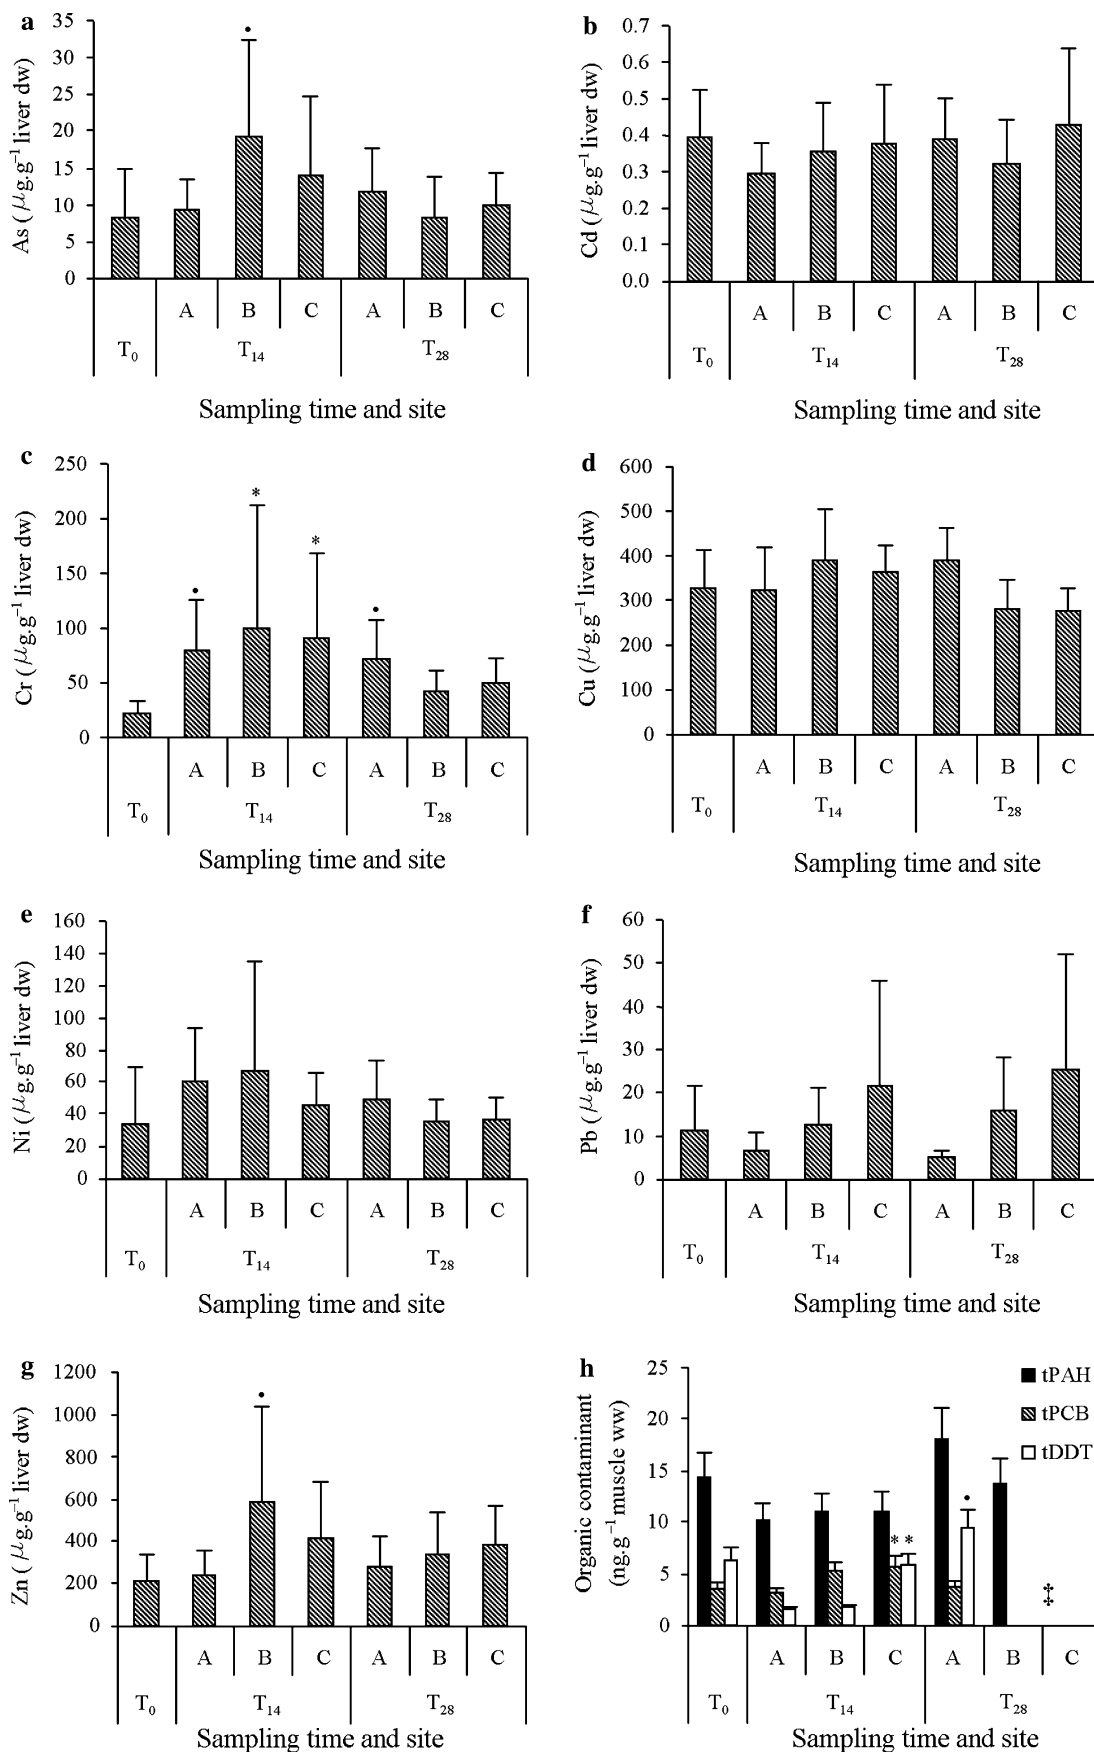 a
35
30
25
20
15
10
5
0
As (μg.g⁻¹ liver dw)
•
A B C A B C
T₀ T₁₄ T₂₈
Sampling time and site
b
0.7
0.6
0.5
0.4
0.3
0.2
0.1
0.0
Cd (μg.g⁻¹ liver dw)
A B C A B C
T₀ T₁₄ T₂₈
Sampling time and site
c
250
200
150
100
50
0
Cr (μg.g⁻¹ liver dw)
• * * •
A B C A B C
T₀ T₁₄ T₂₈
Sampling time and site
d
600
500
400
300
200
100
0
Cu (μg.g⁻¹ liver dw)
A B C A B C
T₀ T₁₄ T₂₈
Sampling time and site
e
160
140
120
100
80
60
40
20
0
Ni (μg.g⁻¹ liver dw)
A B C A B C
T₀ T₁₄ T₂₈
Sampling time and site
f
60
50
40
30
20
10
0
Pb (μg.g⁻¹ liver dw)
A B C A B C
T₀ T₁₄ T₂₈
Sampling time and site
g
1200
1000
800
600
400
200
0
Zn (μg.g⁻¹ liver dw)
•
A B C A B C
T₀ T₁₄ T₂₈
Sampling time and site
h
25
20
15
10
5
0
Organic contaminant
(ng.g⁻¹ muscle ww)
tPAH
tPCB
tDDT
* * • ‡
A B C A B C
T₀ T₁₄ T₂₈
Sampling time and site